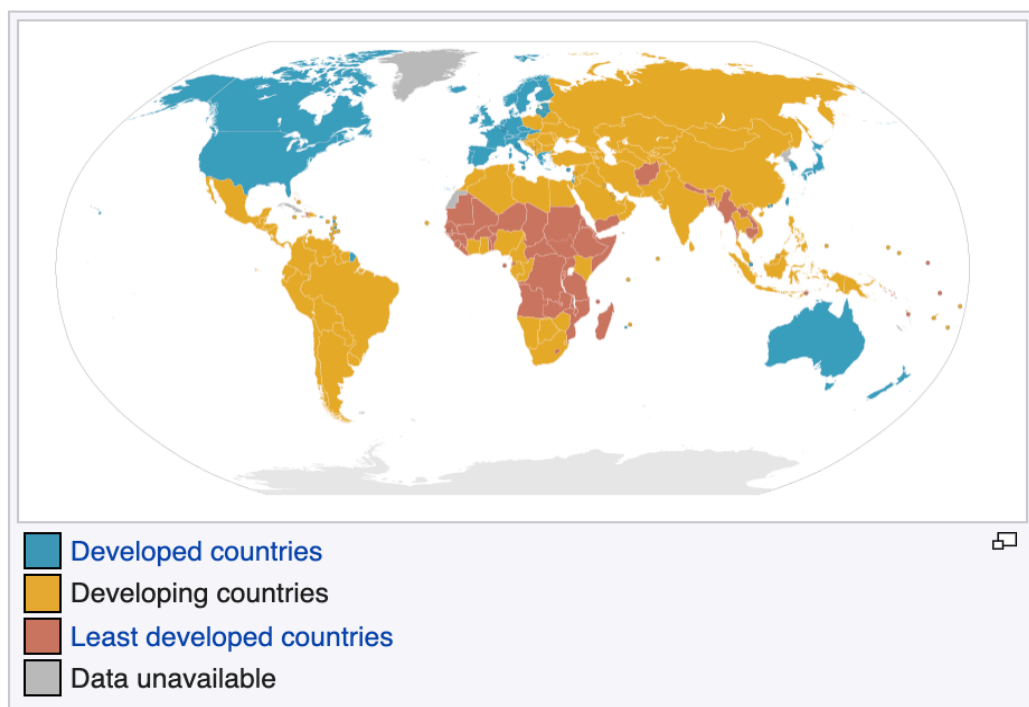 Developed countries
Developing countries
Least developed countries
Data unavailable